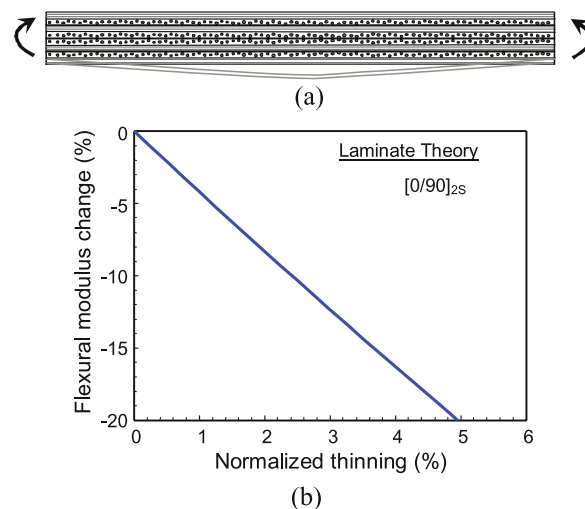 (a)
0
-5
-10
-15
-20
Flexural modulus change (%)
Laminate Theory
[0/90]2S
0 1 2 3 4 5 6
Normalized thinning (%)
(b)